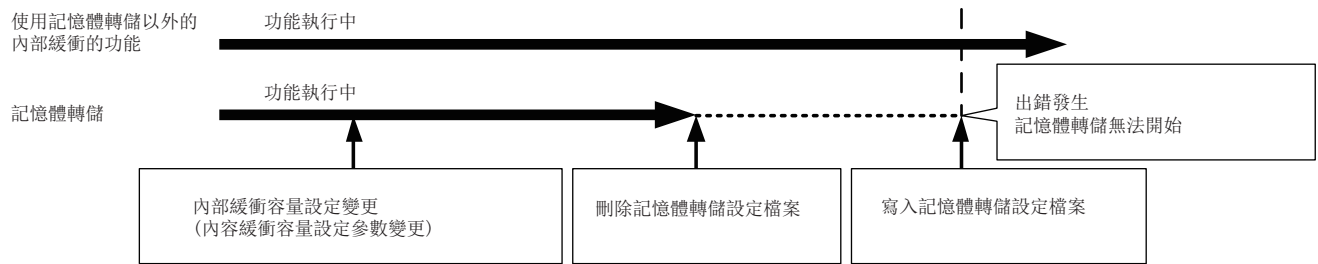 使用記憶體轉儲以外的
內部緩衝的功能
功能執行中
記憶體轉儲
功能執行中
出錯發生
記憶體轉儲無法開始
內部緩衝容量設定變更
(內容緩衝容量設定參數變更)
刪除記憶體轉儲設定檔案
寫入記憶體轉儲設定檔案